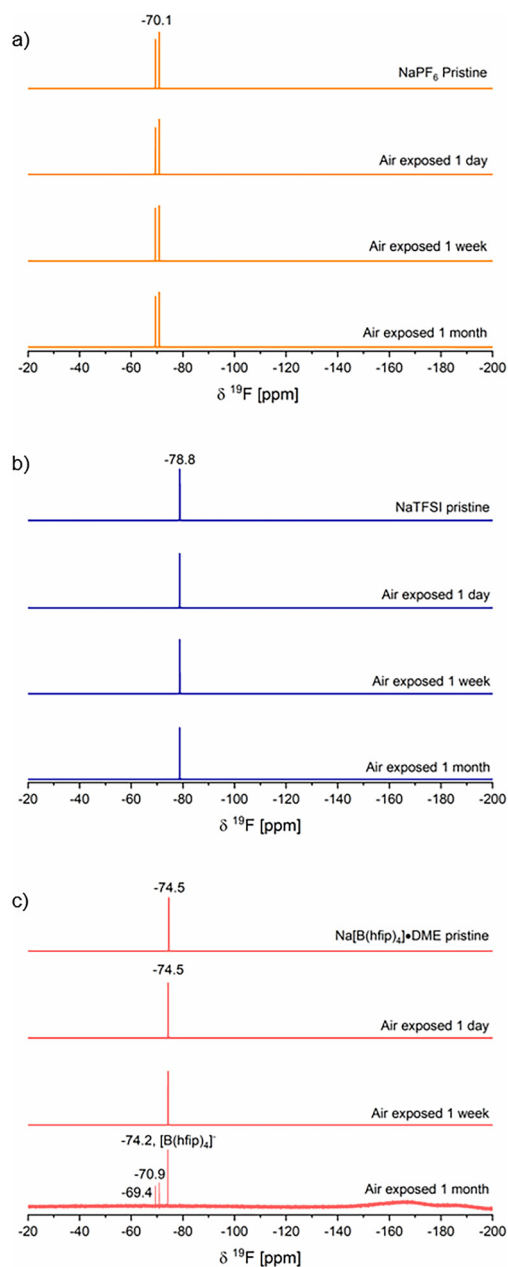 a)
-70.1
NaPF6 Pristine
Air exposed 1 day
Air exposed 1 week
Air exposed 1 month
-20 -40 -60 -80 -100 -120 -140 -160 -180 -200
δ 19F [ppm]
b)
-78.8
NaTFSI pristine
Air exposed 1 day
Air exposed 1 week
Air exposed 1 month
-20 -40 -60 -80 -100 -120 -140 -160 -180 -200
δ 19F [ppm]
c)
-74.5
Na[B(hfip)4]•DME pristine
-74.5
Air exposed 1 day
Air exposed 1 week
-74.2, [B(hfip)4]-
-70.9
-69.4
Air exposed 1 month
-20 -40 -60 -80 -100 -120 -140 -160 -180 -200
δ 19F [ppm]